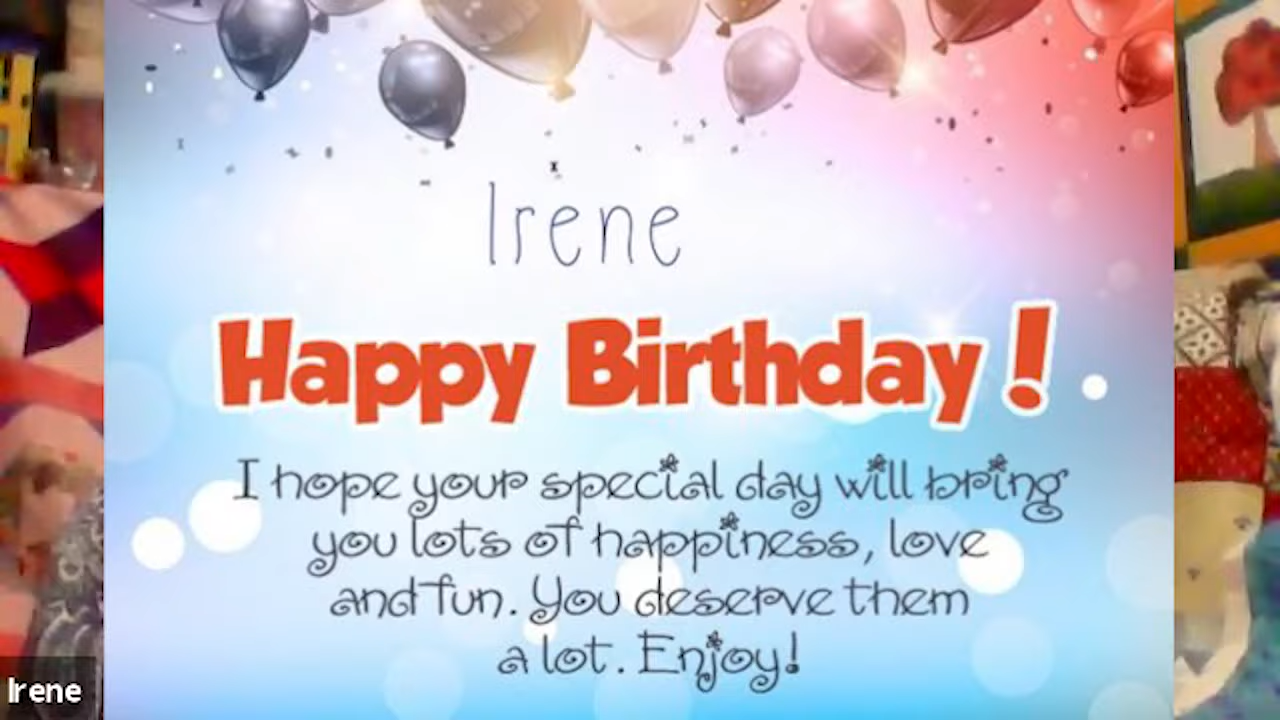 Irene
Happy Birthday!
I hope your special day will bring
you lots of happiness, love
and fun. You deserve them
a lot. Enjoy!
Irene